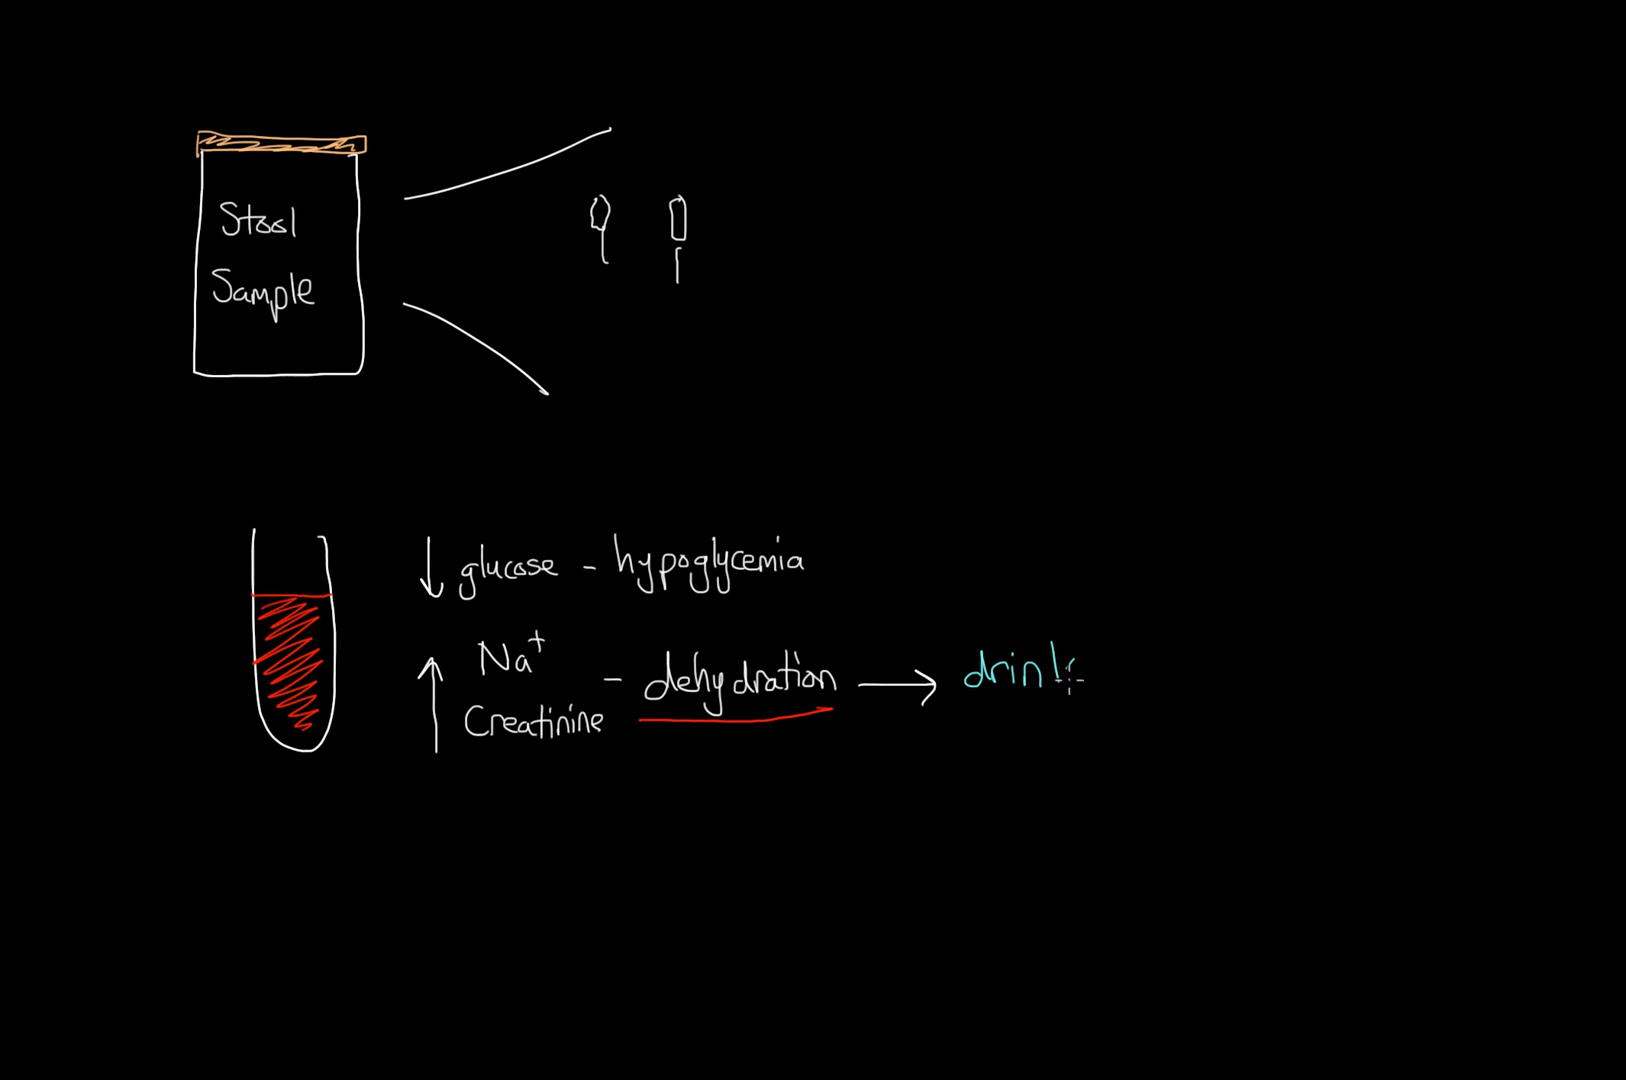 Stool
Sample
↓ glucose - hypoglycemia
↑ Na⁺
Creatinine - dehydration → drink